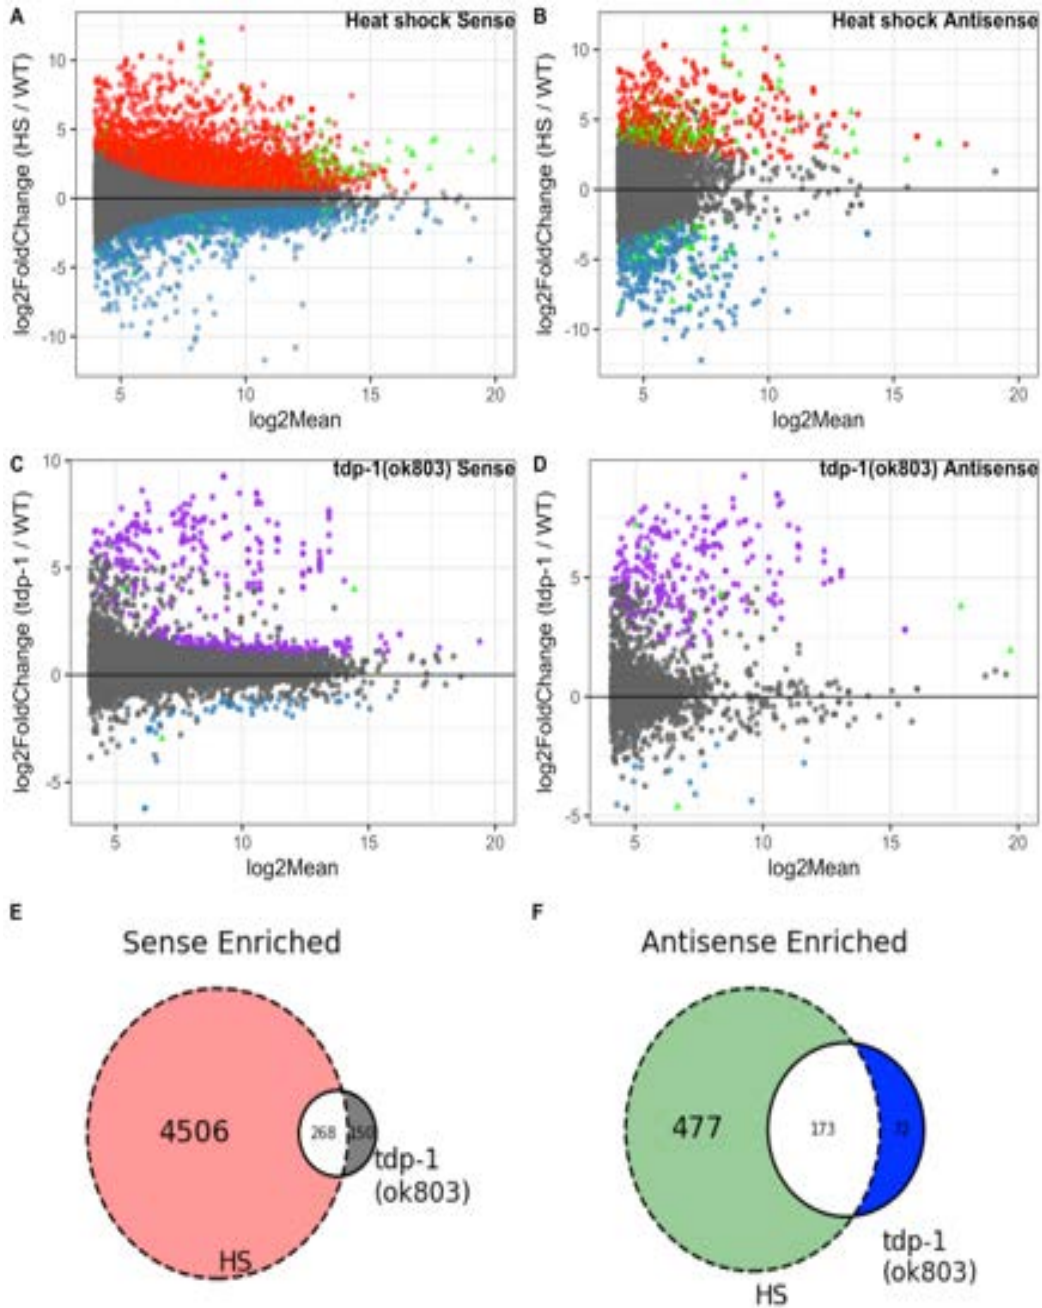 A
Heat shock Sense
log2FoldChange (HS / WT)
10
5
0
-5
-10
5
10
15
20
log2Mean
B
Heat shock Antisense
log2FoldChange (HS / WT)
10
5
0
-5
-10
5
10
15
20
log2Mean
C
tdp-1(ok803) Sense
log2FoldChange (tdp-1 / WT)
10
5
0
-5
5
10
15
20
log2Mean
D
tdp-1(ok803) Antisense
log2FoldChange (tdp-1 / WT)
5
0
-5
5
10
15
20
log2Mean
E
Sense Enriched
4506
268
150
tdp-1
(ok803)
HS
F
Antisense Enriched
477
173
tdp-1
(ok803)
HS